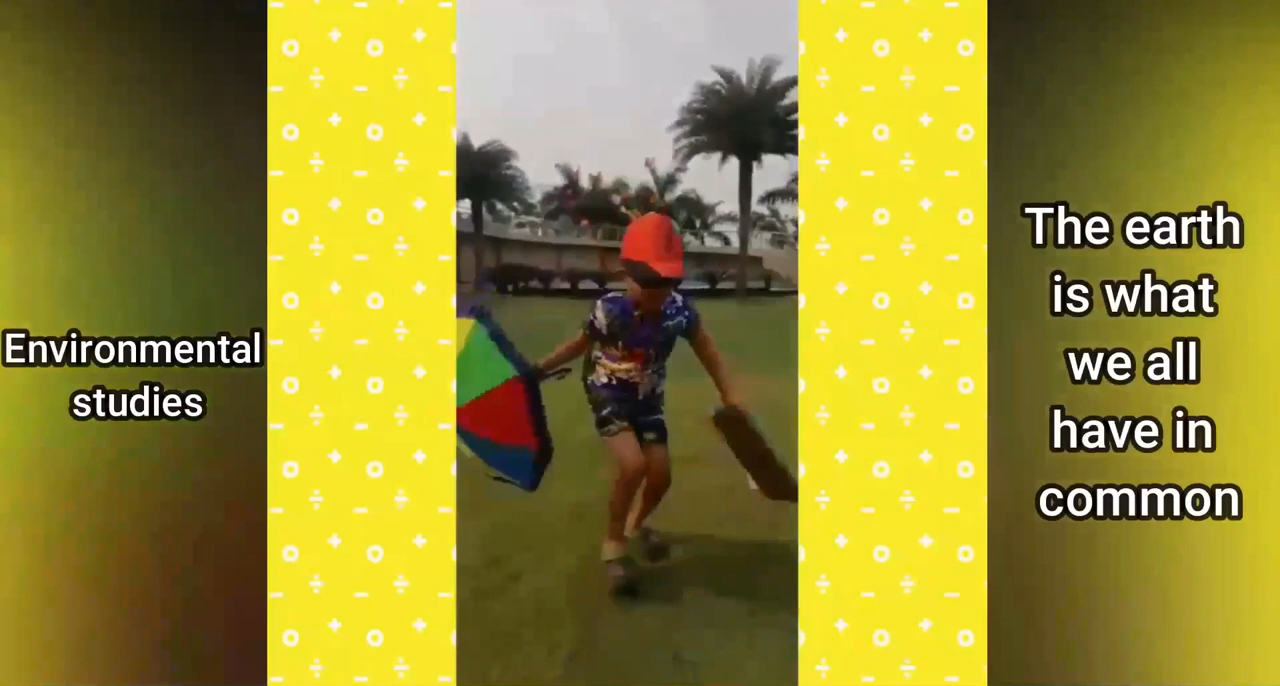 Environmental
studies
The earth
is what
we all
have in
common